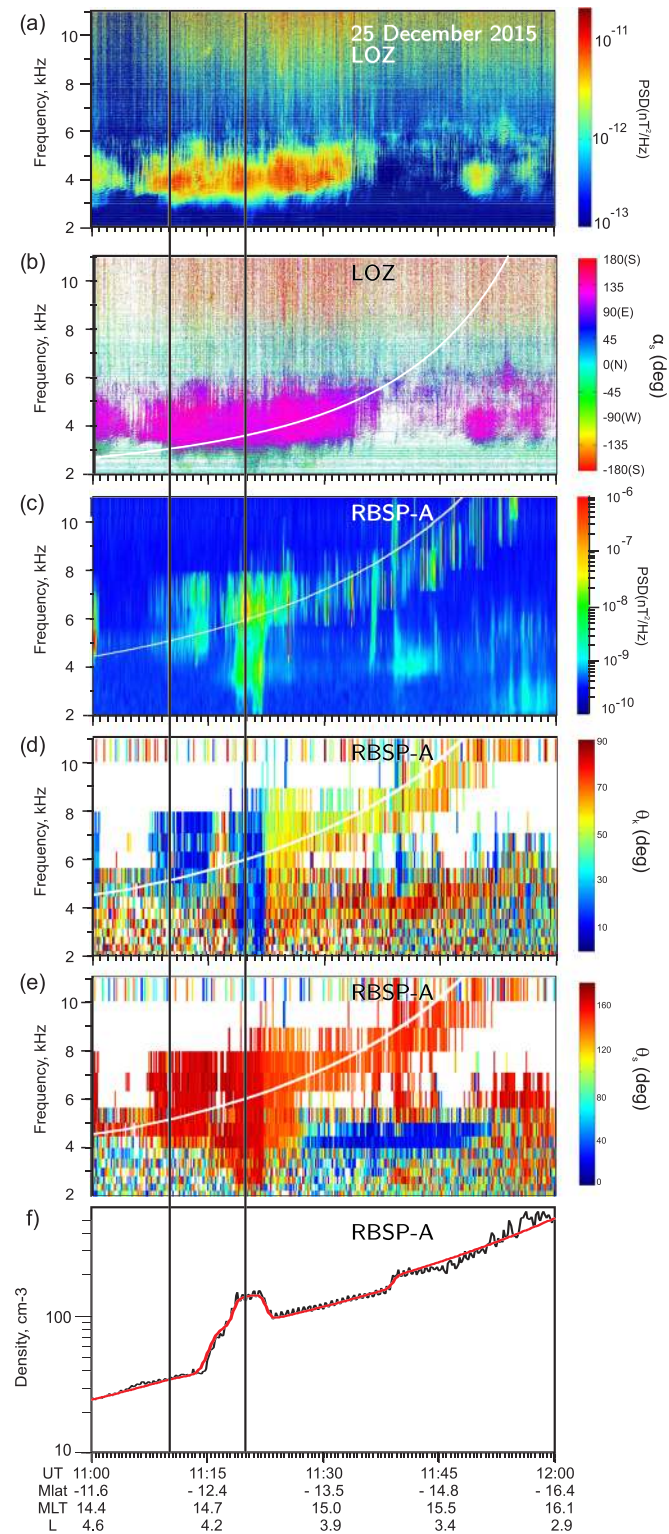 (a)
25 December 2015
LOZ
Frequency, kHz
10
8
6
4
2
10⁻¹¹
10⁻¹²
10⁻¹³
PSD(nT²/Hz)
(b)
LOZ
Frequency, kHz
10
8
6
4
2
180(S)
135
90(E)
45
0(N)
-45
-90(W)
-135
-180(S)
αs (deg)
(c)
RBSP-A
Frequency, kHz
10
8
6
4
2
10⁻⁶
10⁻⁷
10⁻⁸
10⁻⁹
10⁻¹⁰
PSD(nT²/Hz)
(d)
RBSP-A
Frequency, kHz
10
8
6
4
2
90
70
50
30
10
θk (deg)
(e)
RBSP-A
Frequency, kHz
10
8
6
4
2
160
120
80
40
0
θs (deg)
f)
RBSP-A
Density, cm-3
100
10
UT 11:00 11:15 11:30 11:45 12:00
Mlat -11.6 - 12.4 - 13.5 - 14.8 - 16.4
MLT 14.4 14.7 15.0 15.5 16.1
L 4.6 4.2 3.9 3.4 2.9